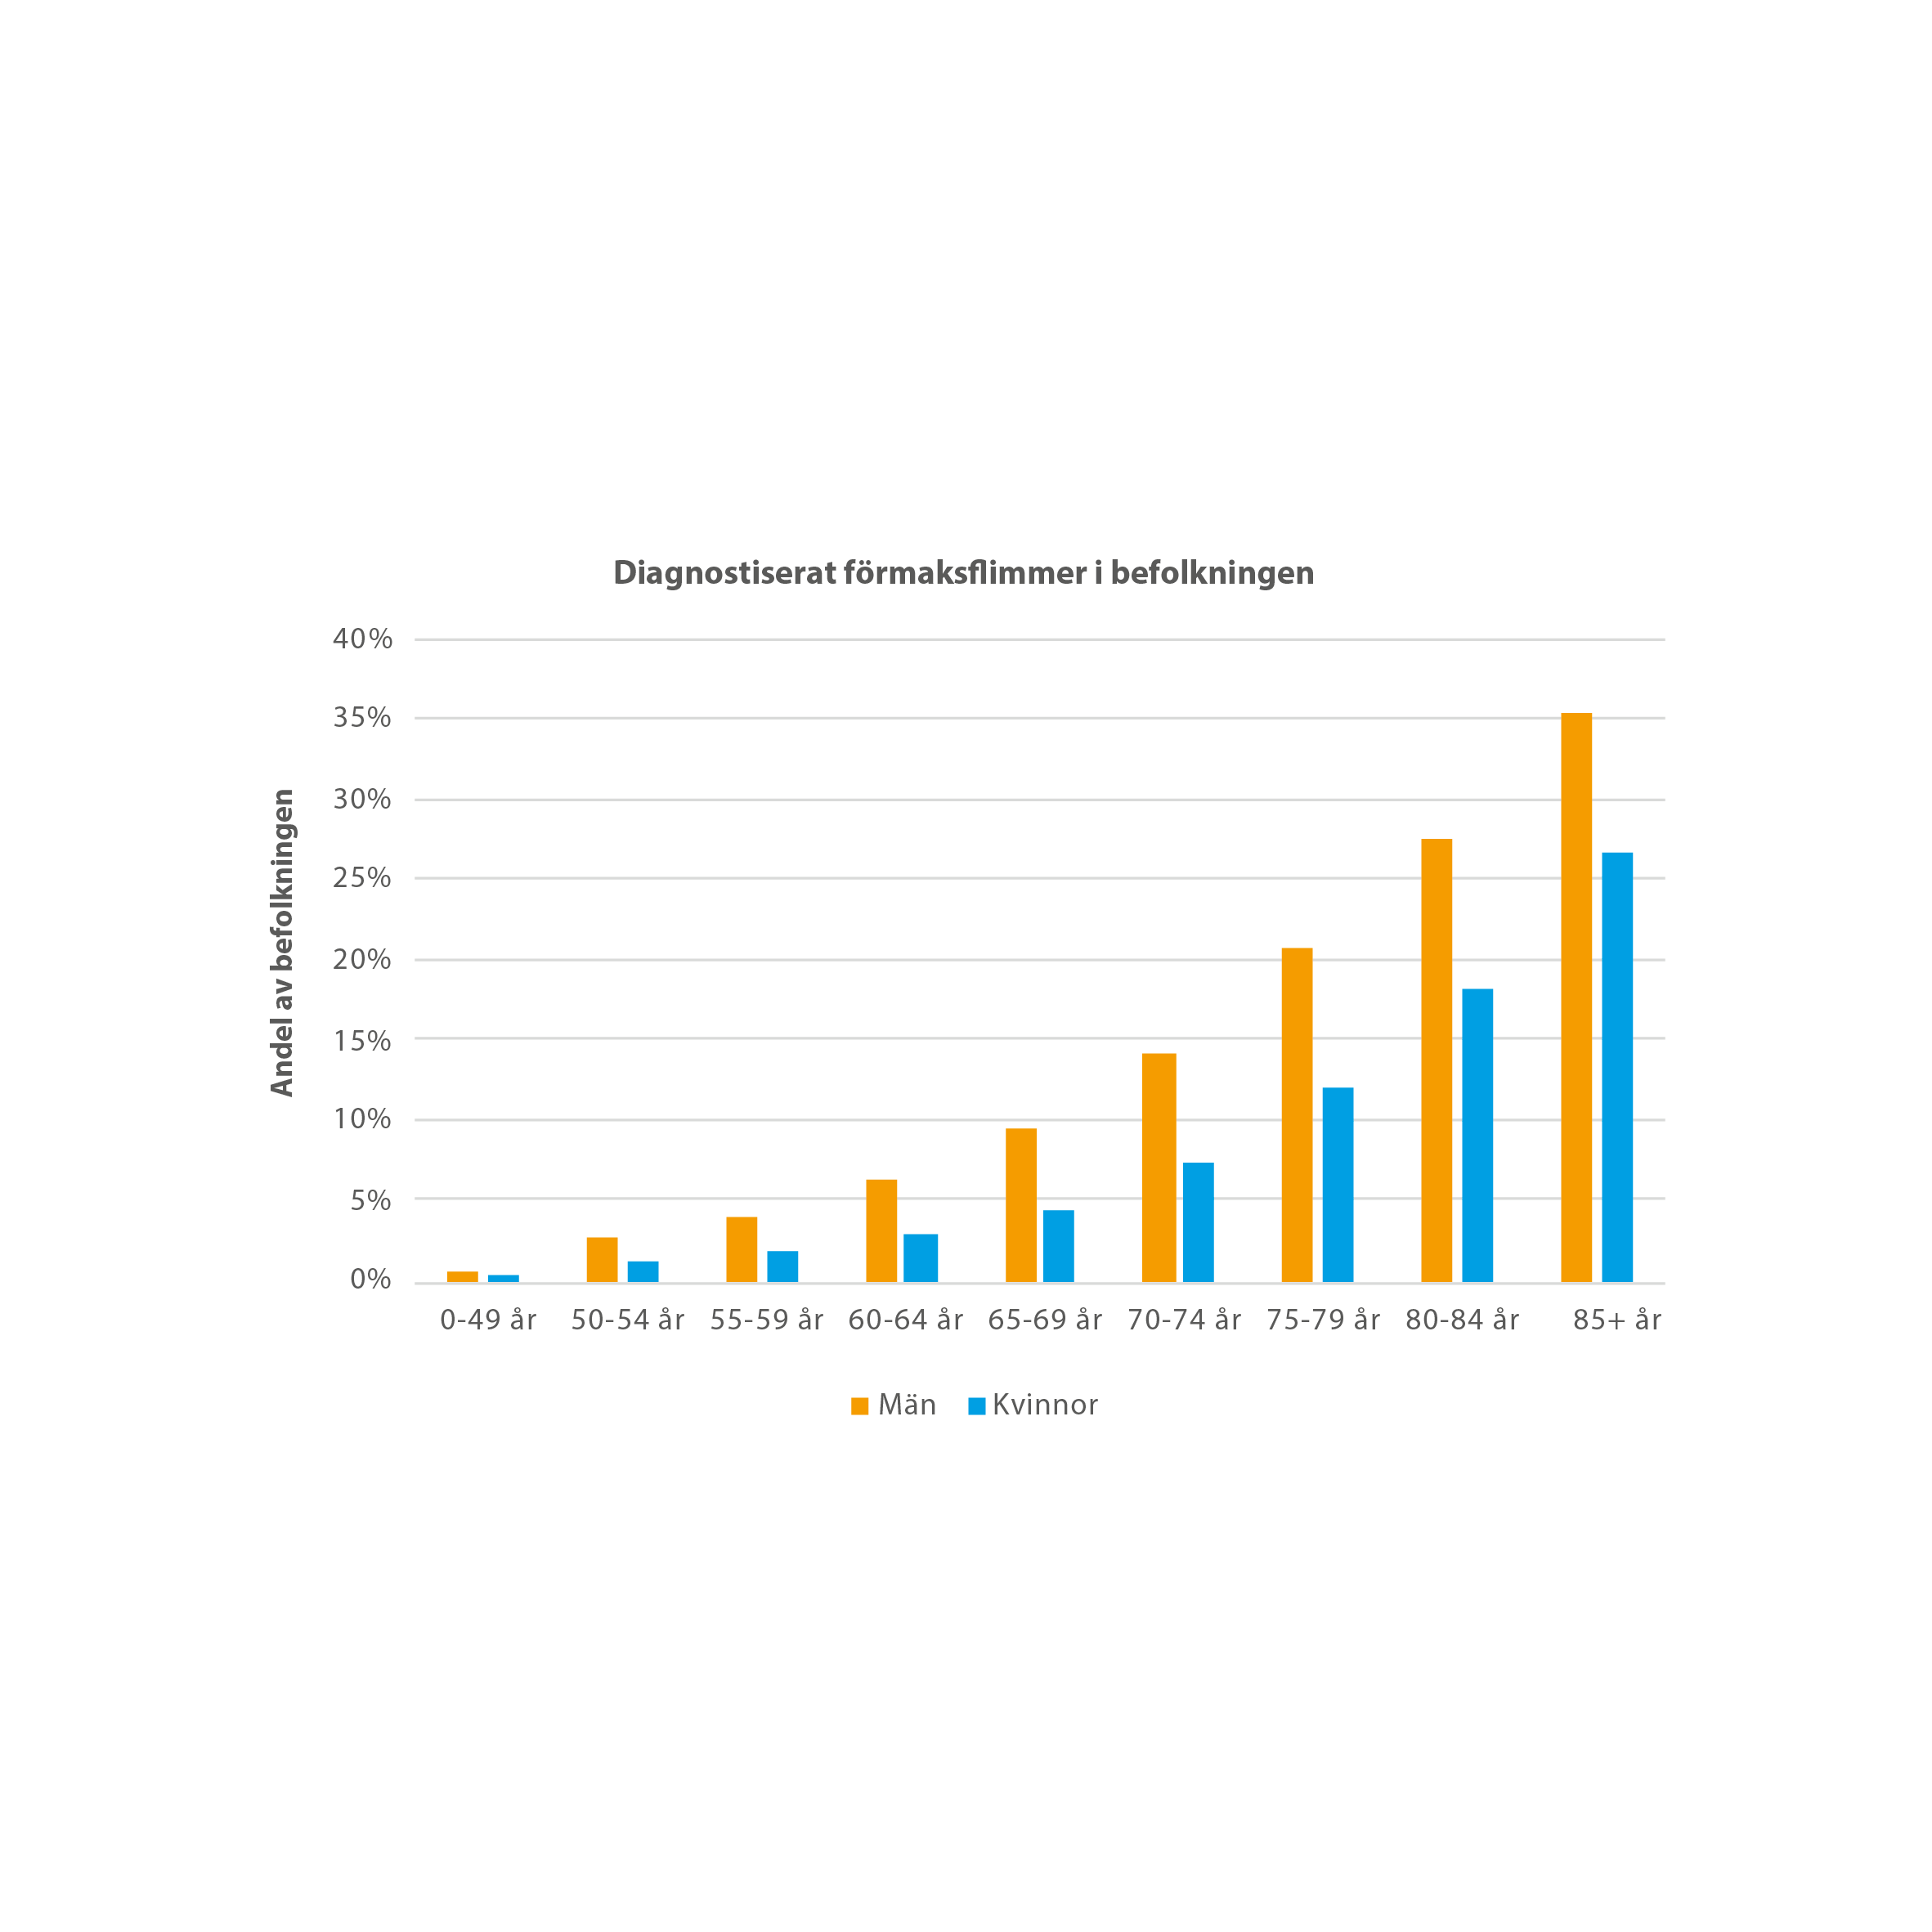 Diagnostiserat förmaksflimmer i befolkningen
Andel av befolkningen
40%
35%
30%
25%
20%
15%
10%
5%
0%
0-49 år 50-54 år 55-59 år 60-64 år 65-69 år 70-74 år 75-79 år 80-84 år 85+ år
Män Kvinnor